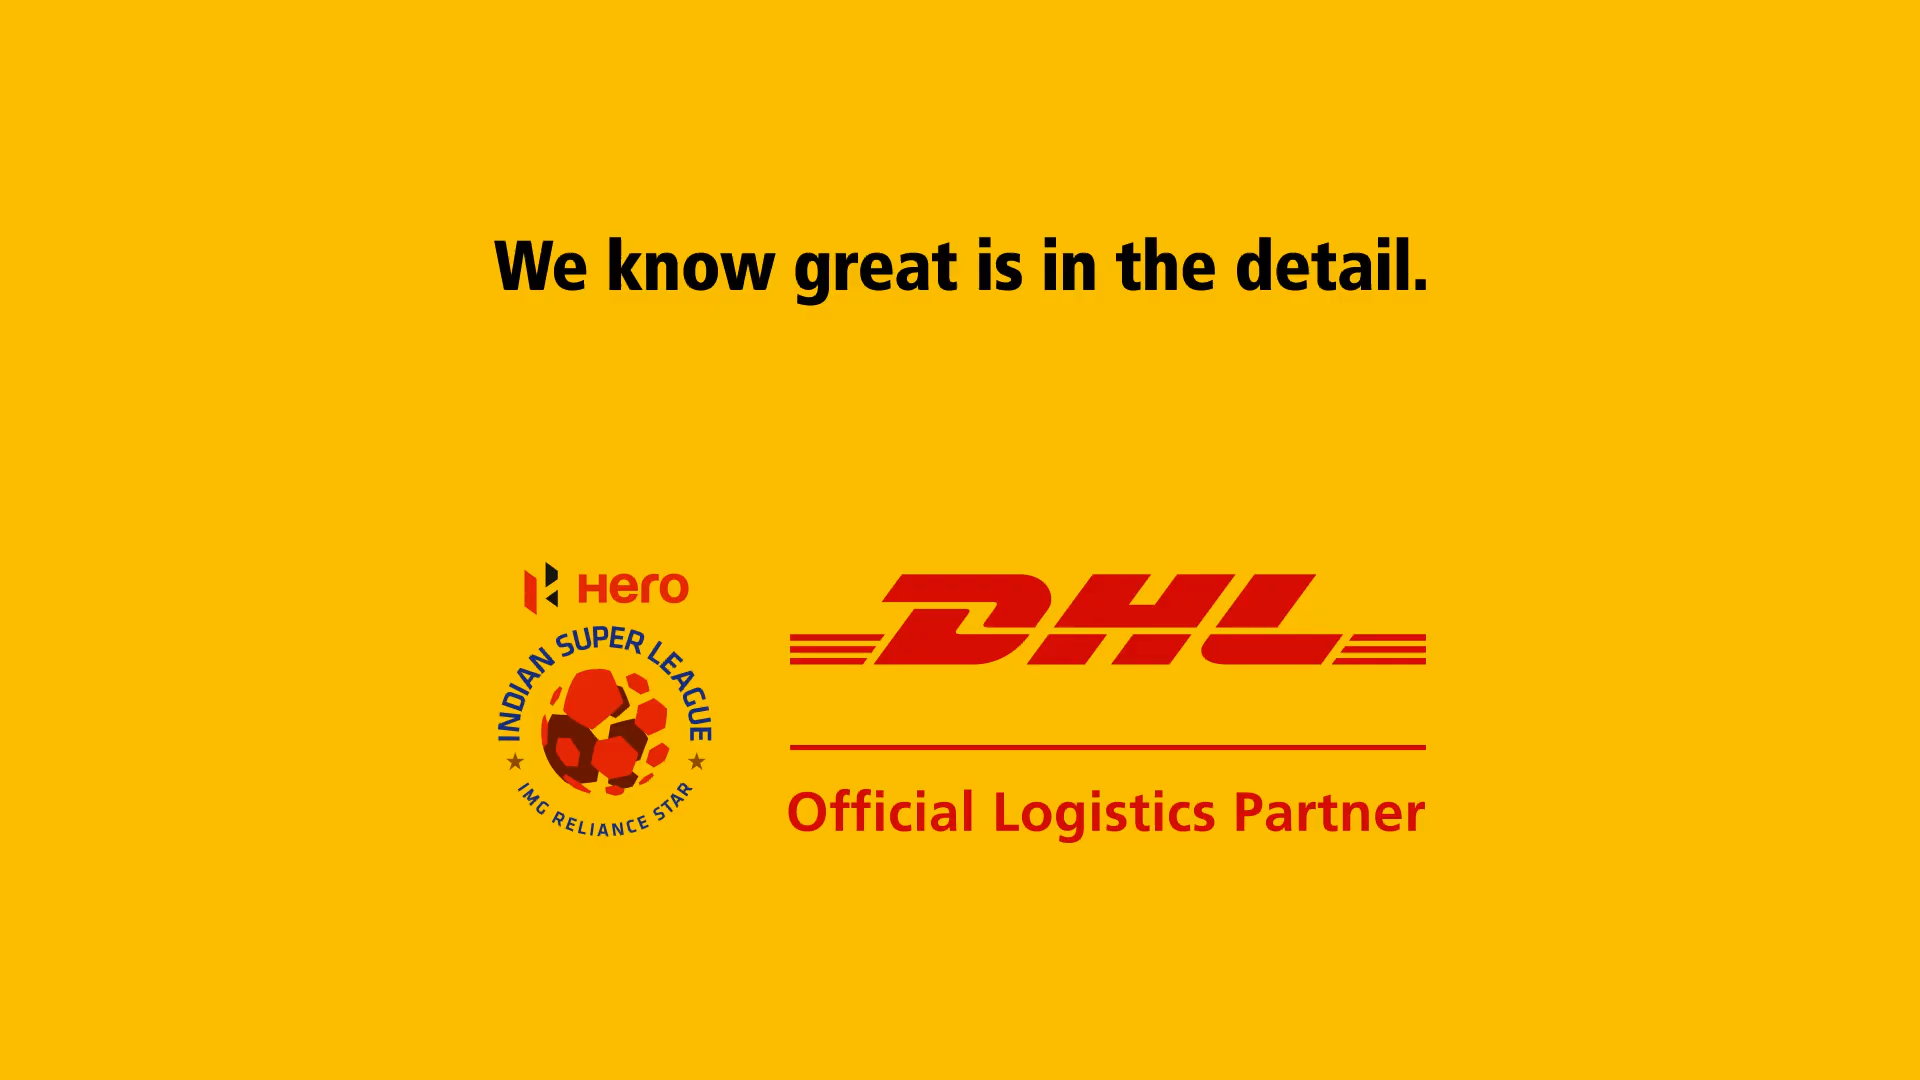 We know great is in the detail.
Hero
INDIAN SUPER LEAGUE
IMG RELIANCE STAR
DHL
Official Logistics Partner